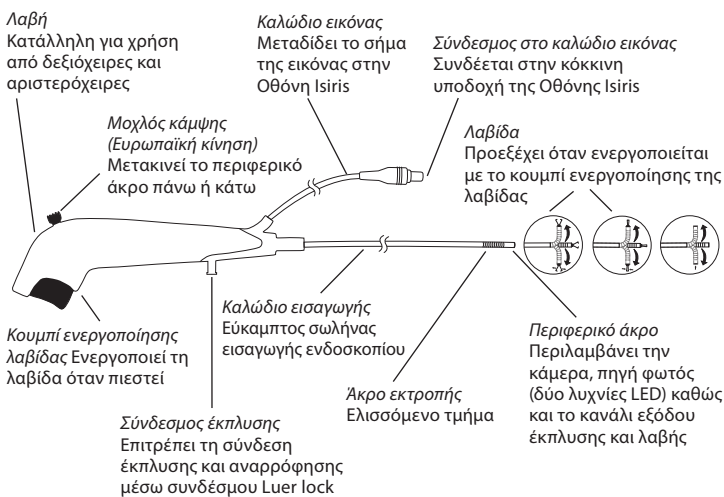 Λαβή
Κατάλληλη για χρήση
από δεξιόχειρες και
αριστερόχειρες
Καλώδιο εικόνας
Μεταδίδει το σήμα
της εικόνας στην
Οθόνη Isiris
Σύνδεσμος στο καλώδιο εικόνας
Συνδέεται στην κόκκινη
υποδοχή της Οθόνης Isiris
Μοχλός κάμψης
(Ευρωπαϊκή κίνηση)
Μετακινεί το περιφερικό
άκρο πάνω ή κάτω
Λαβίδα
Προεξέχει όταν ενεργοποιείται
με το κουμπί ενεργοποίησης της
λαβίδας
Κουμπί ενεργοποίησης
λαβίδας Ενεργοποιεί τη
λαβίδα όταν πιεστεί
Καλώδιο εισαγωγής
Εύκαμπτος σωλήνας
εισαγωγής ενδοσκοπίου
Περιφερικό άκρο
Περιλαμβάνει την
κάμερα, πηγή φωτός
(δύο λυχνίες LED) καθώς
και το κανάλι εξόδου
έκπλυσης και λαβής
Άκρο εκτροπής
Ελισσόμενο τμήμα
Σύνδεσμος έκπλυσης
Επιτρέπει τη σύνδεση
έκπλυσης και αναρρόφησης
μέσω συνδέσμου Luer lock